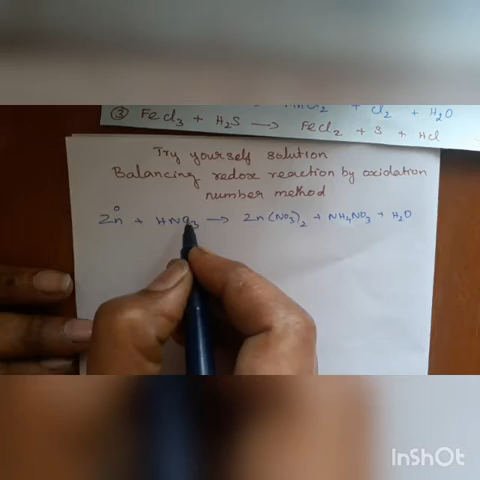 MnCl2 + Cl2 + H2O
③ FeCl3 + H2S → FeCl2 + S + HCl
Try yourself solution
Balancing redox reaction by oxidation
number method
0
Zn + HNO3 → Zn(NO3)2 + NH4NO3 + H2O
InShOt